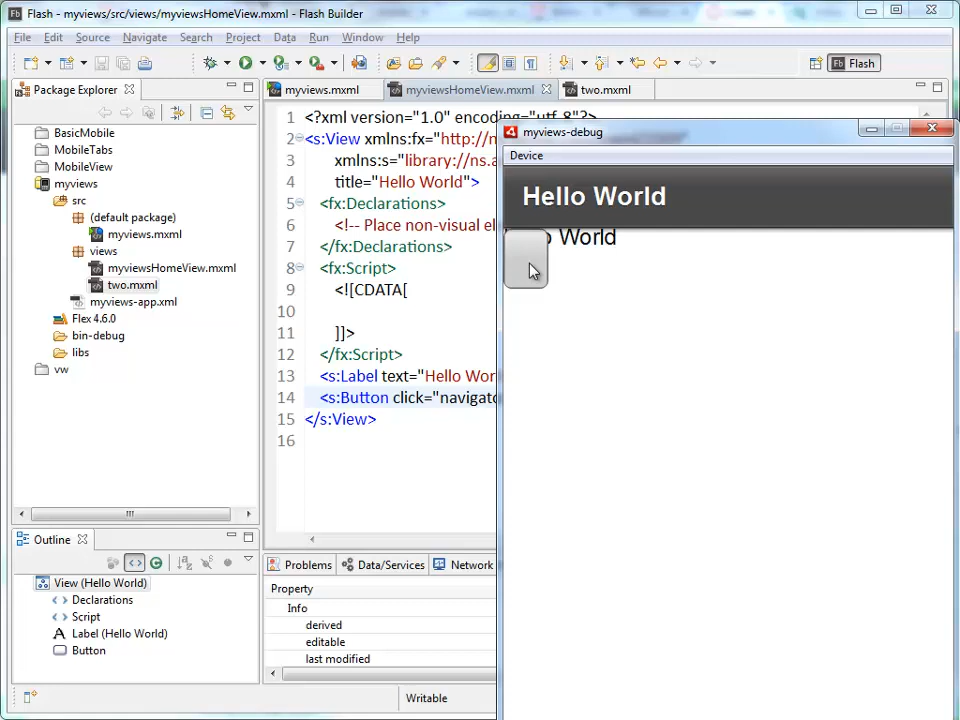 Fb Flash - myviews/src/views/myviewsHomeView.mxml - Flash Builder
File Edit Source Navigate Search Project Data Run Window Help
Flash
Package Explorer
myviews.mxml myviewsHomeView.mxml two.mxml
BasicMobile
MobileTabs
MobileView
myviews
src
(default package)
myviews.mxml
views
myviewsHomeView.mxml
two.mxml
myviews-app.xml
Flex 4.6.0
bin-debug
libs
vw
1 <?xml version="1.0" encoding="utf-8"?>
2 <s:View xmlns:fx="http://n
3 xmlns:s="library://ns.a
4 title="Hello World">
5 <fx:Declarations>
6 <!-- Place non-visual el
7 </fx:Declarations>
8 <fx:Script>
9 <![CDATA[
10
11 ]]>
12 </fx:Script>
13 <s:Label text="Hello Wor
14 <s:Button click="navigato
15 </s:View>
16
myviews-debug
Device
Hello World
o World
Outline
View (Hello World)
Declarations
Script
A Label (Hello World)
Button
Problems Data/Services Network
Property
Info
derived
editable
last modified
Writable